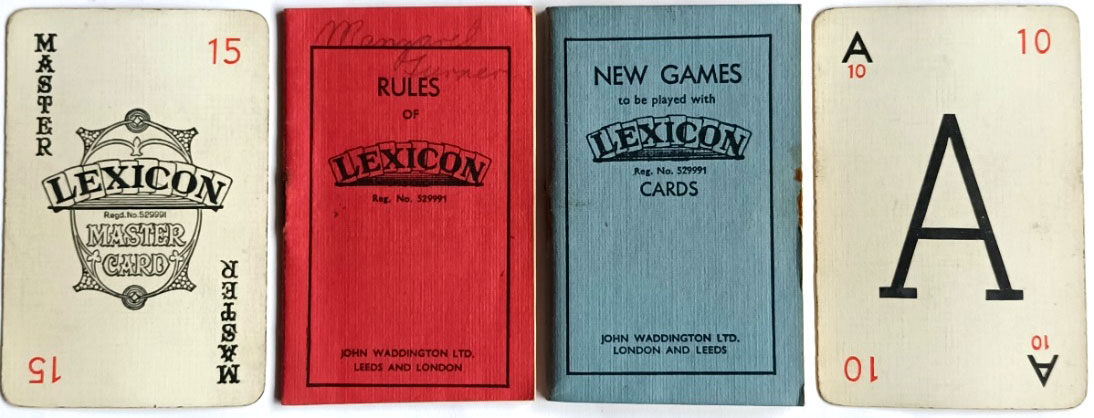 MASTER
15
LEXICON
Regd. No. 529991
MASTER
CARD
MASTER
15
Margaret
Turner
RULES
OF
LEXICON
Reg. No. 529991
JOHN WADDINGTON LTD.
LEEDS AND LONDON
NEW GAMES
to be played with
LEXICON
Reg. No. 529991
CARDS
JOHN WADDINGTON LTD.
LONDON AND LEEDS
A
10
10
A
10
A
10